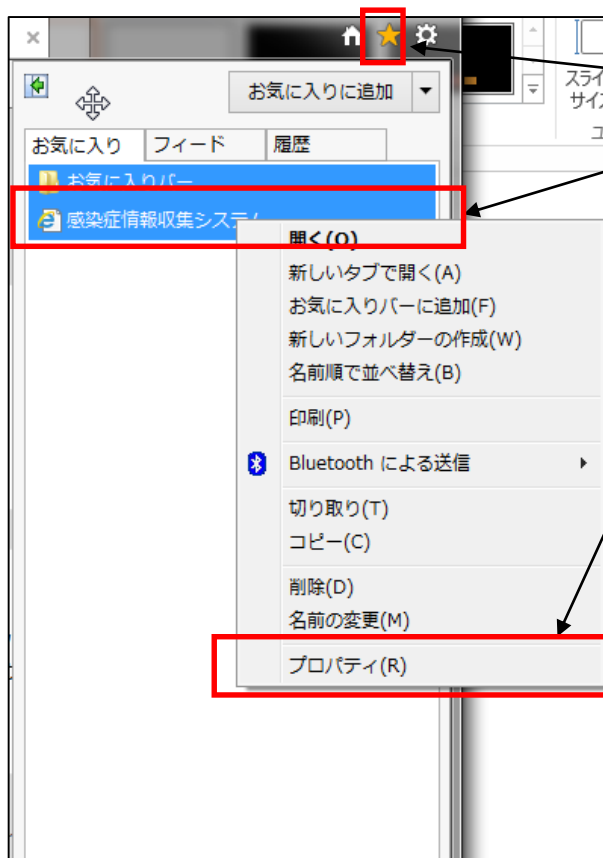 お気に入りに追加
スライ
サイ
お気に入り
フィード
履歴
お気に入りバー
感染症情報収集システム
開く(O)
新しいタブで開く(A)
お気に入りバーに追加(F)
新しいフォルダーの作成(W)
名前順で並べ替え(B)
印刷(P)
Bluetooth による送信
切り取り(T)
コピー(C)
削除(D)
名前の変更(M)
プロパティ(R)